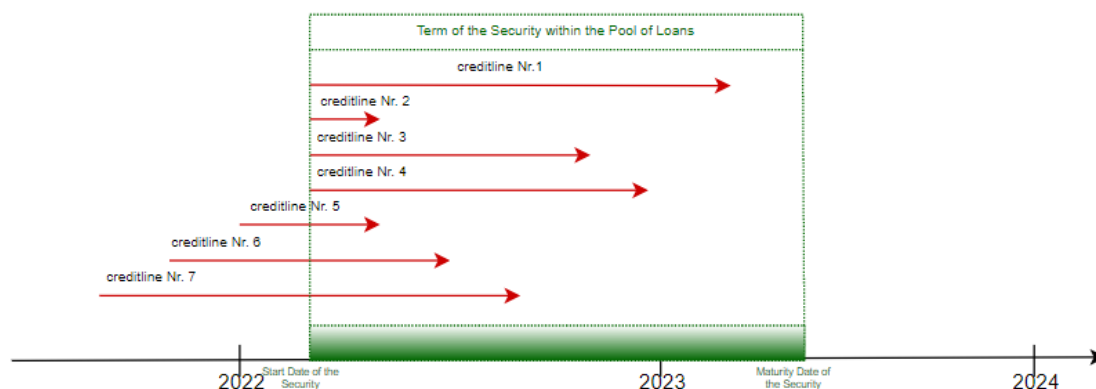 Term of the Security within the Pool of Loans
creditline Nr.1
creditline Nr. 2
creditline Nr. 3
creditline Nr. 4
creditline Nr. 5
creditline Nr. 6
creditline Nr. 7
2022
Start Date of the
Security
2023
Maturity Date of
the Security
2024